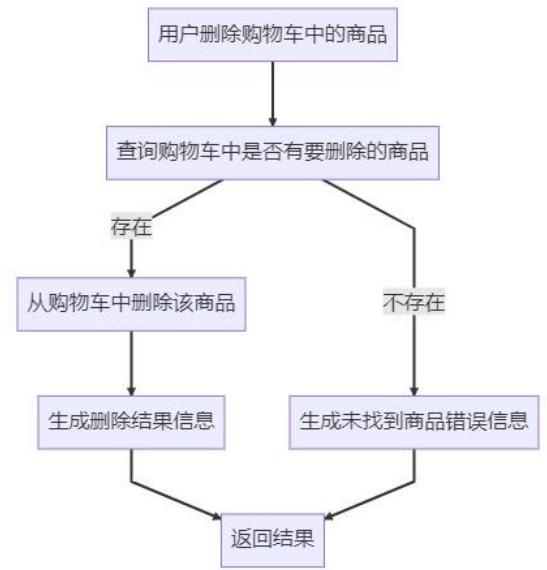 用户删除购物车中的商品
查询购物车中是否有要删除的商品
存在
从购物车中删除该商品
不存在
生成删除结果信息
生成未找到商品错误信息
返回结果